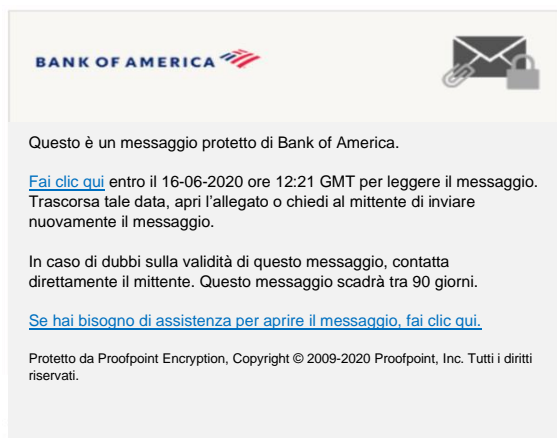 BANK OF AMERICA
Questo è un messaggio protetto di Bank of America.
Fai clic qui entro il 16-06-2020 ore 12:21 GMT per leggere il messaggio.
Trascorsa tale data, apri l’allegato o chiedi al mittente di inviare
nuovamente il messaggio.
In caso di dubbi sulla validità di questo messaggio, contatta
direttamente il mittente. Questo messaggio scadrà tra 90 giorni.
Se hai bisogno di assistenza per aprire il messaggio, fai clic qui.
Protetto da Proofpoint Encryption, Copyright © 2009-2020 Proofpoint, Inc. Tutti i diritti
riservati.